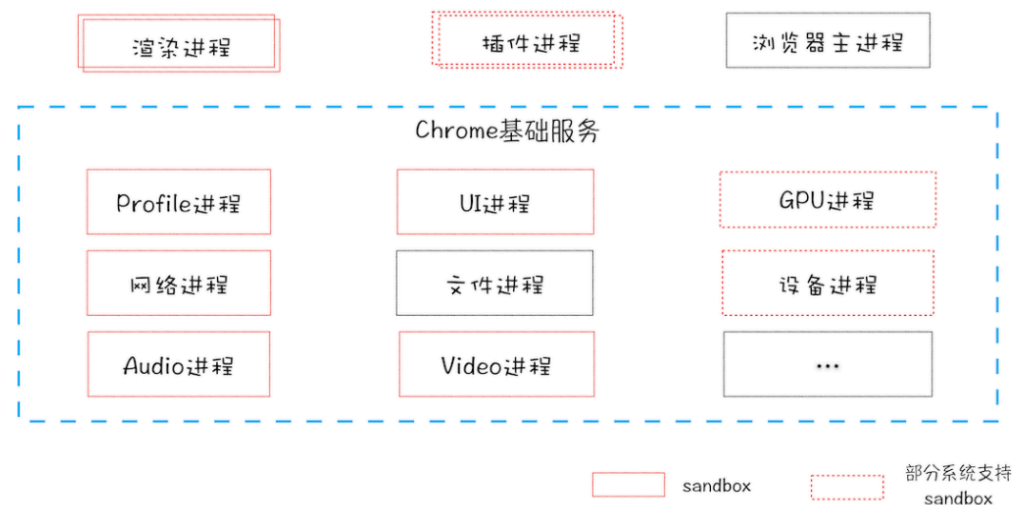 渲染进程
插件进程
浏览器主进程
Chrome基础服务
Profile进程
UI进程
GPU进程
网络进程
文件进程
设备进程
Audio进程
Video进程
...
sandbox
部分系统支持
sandbox